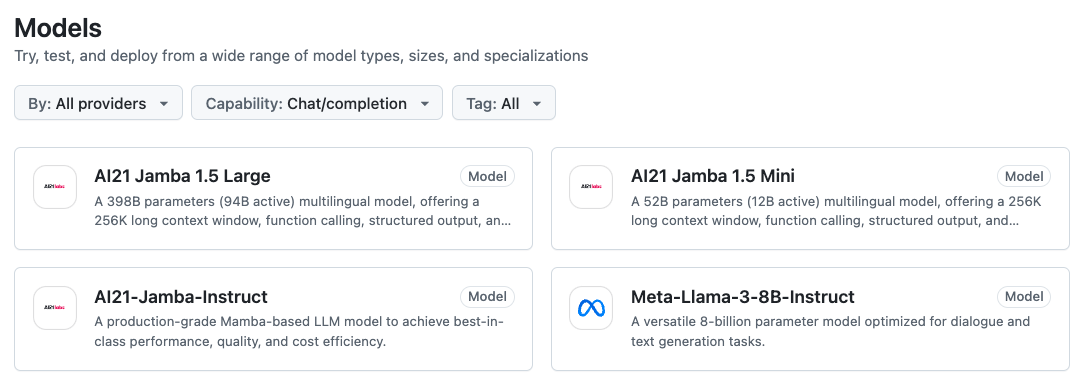 Models
Try, test, and deploy from a wide range of model types, sizes, and specializations
By: All providers
Capability: Chat/completion
Tag: All
AI21labs
AI21 Jamba 1.5 Large
Model
A 398B parameters (94B active) multilingual model, offering a
256K long context window, function calling, structured output, an...
AI21labs
AI21 Jamba 1.5 Mini
Model
A 52B parameters (12B active) multilingual model, offering a 256K
long context window, function calling, structured output, and...
AI21labs
AI21-Jamba-Instruct
Model
A production-grade Mamba-based LLM model to achieve best-in-
class performance, quality, and cost efficiency.
Meta-Llama-3-8B-Instruct
Model
A versatile 8-billion parameter model optimized for dialogue and
text generation tasks.